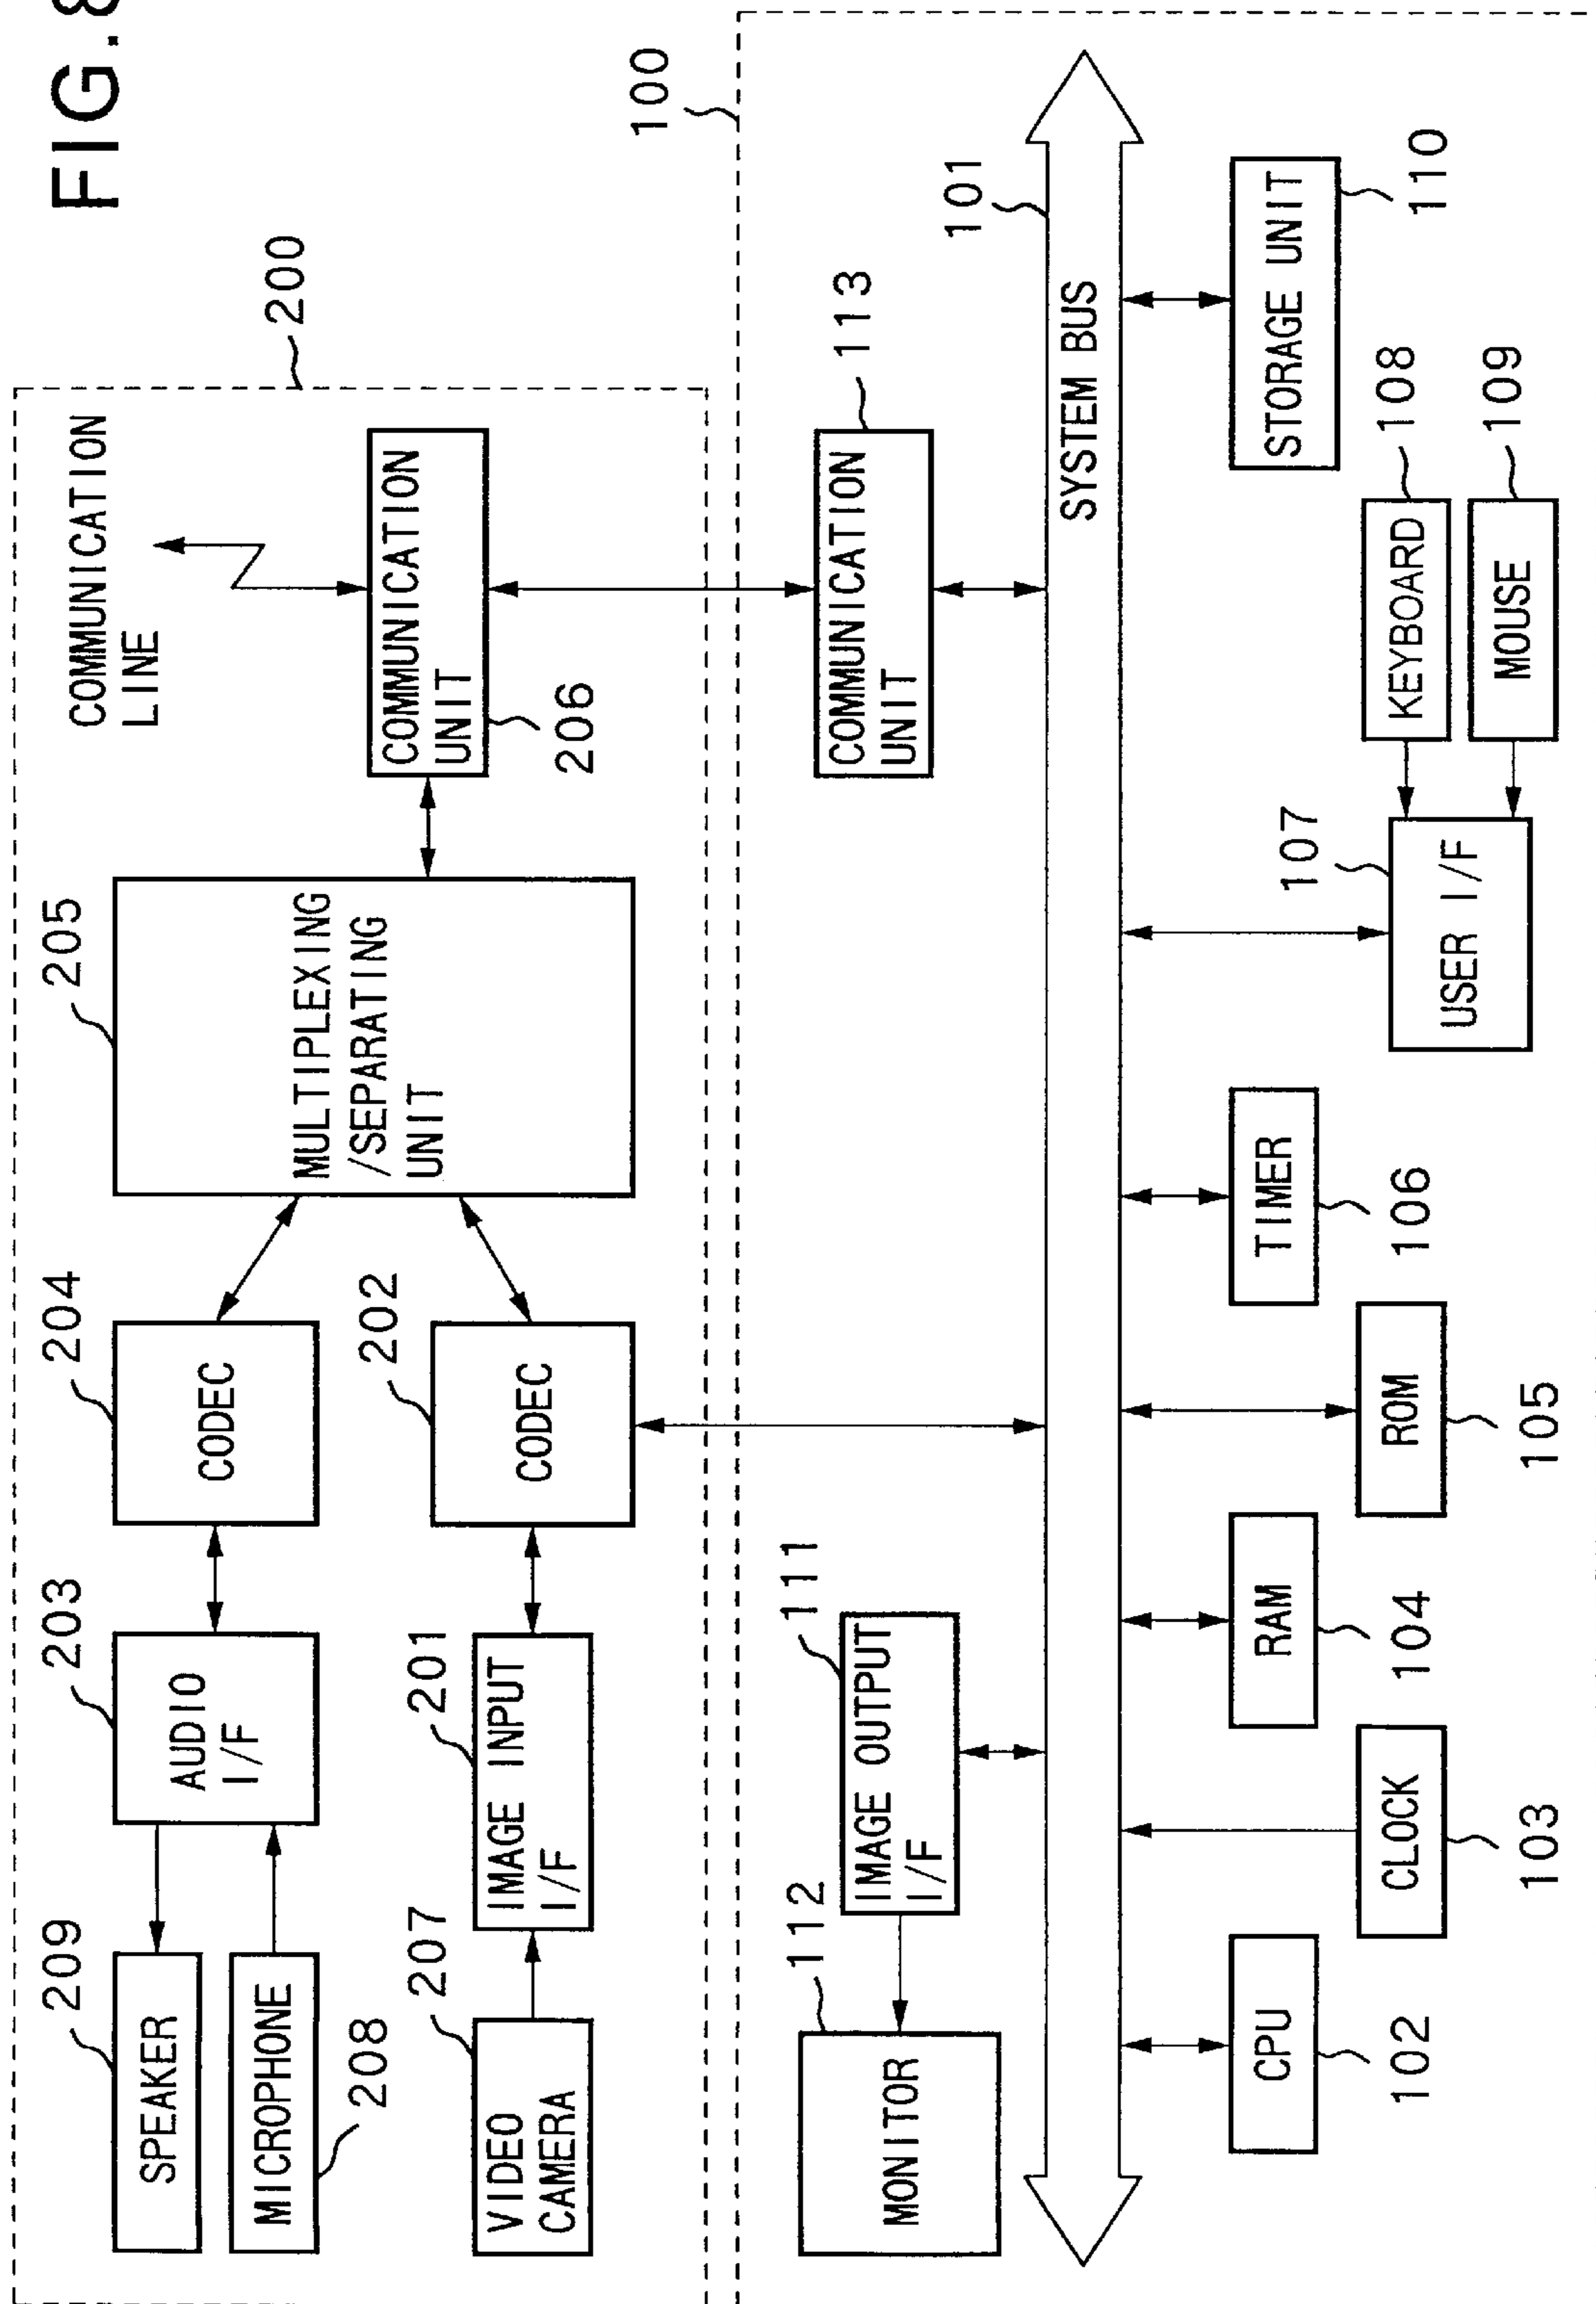 FIG.8
200
COMMUNICATION
LINE
209
SPEAKER
203
AUDIO
I/F
204
CODEC
205
MULTIPLEXING
/SEPARATING
UNIT
COMMUNICATION
UNIT
206
MICROPHONE
208
207
VIDEO
CAMERA
201
IMAGE INPUT
I/F
202
CODEC
100
112
MONITOR
111
IMAGE OUTPUT
I/F
COMMUNICATION
UNIT
113
101
SYSTEM BUS
CPU
102
CLOCK
103
RAM
104
ROM
105
TIMER
106
107
USER I/F
KEYBOARD
108
MOUSE
109
STORAGE UNIT
110